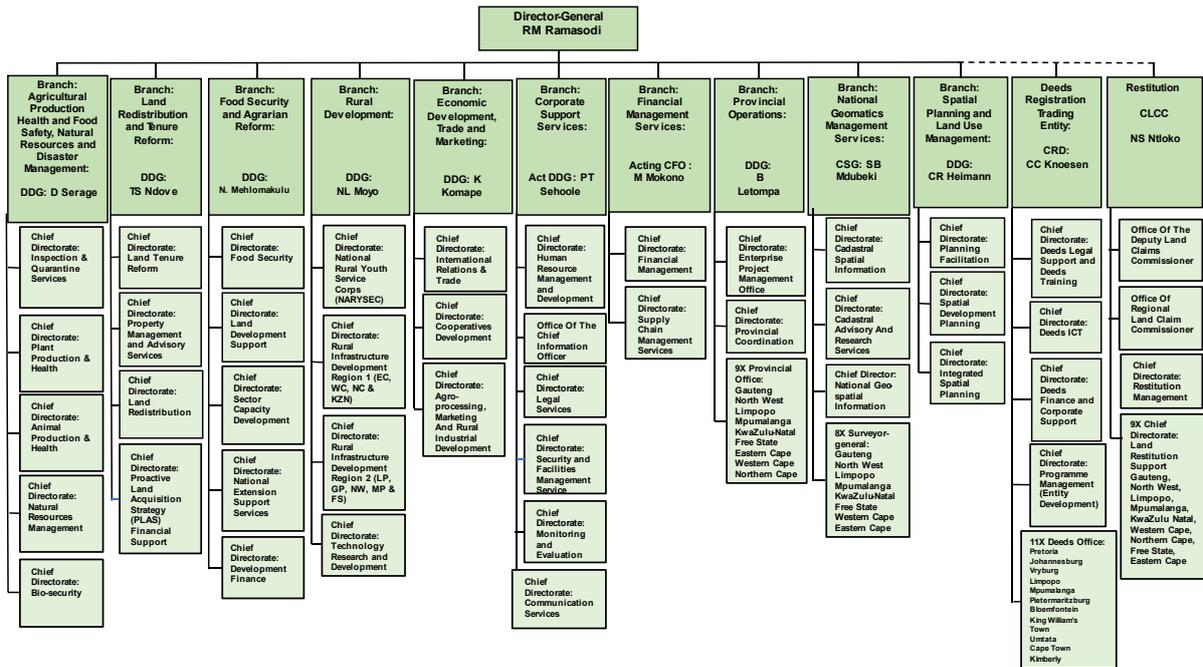 Director-General
RM Ramasodi
Branch:
Agricultural
Production
Health and Food
Safety, Natural
Resources and
Disaster
Management:
DDG: D Serage
Chief
Directorate:
Inspection &
Quarantine
Services
Chief
Directorate:
Plant
Production &
Health
Chief
Directorate:
Animal
Production &
Health
Chief
Directorate:
Natural
Resources
Management
Chief
Directorate:
Bio-security
Branch:
Land
Redistribution
and Tenure
Reform:
DDG:
TS Ndove
Chief
Directorate:
Land Tenure
Reform
Chief
Directorate:
Property
Management
and Advisory
Services
Chief
Directorate:
Land
Redistribution
Chief
Directorate:
Proactive
Land
Acquisition
Strategy
(PLAS)
Financial
Support
Branch:
Food Security
and Agrarian
Reform:
DDG:
N. Mehlomakulu
Chief
Directorate:
Food Security
Chief
Directorate:
Land
Development
Support
Chief
Directorate:
Sector
Capacity
Development
Chief
Directorate:
National
Extension
Support
Services
Chief
Directorate:
Development
Finance
Branch:
Rural
Development:
DDG:
NL Moyo
Chief
Directorate:
National
Rural Youth
Service
Corps
(NARYSEC)
Chief
Directorate:
Rural
Infrastructure
Development
Region 1 (EC,
WC, NC &
KZN)
Chief
Directorate:
Rural
Infrastructure
Development
Region 2 (LP,
GP, NW, MP &
FS)
Chief
Directorate:
Technology
Research and
Development
Branch:
Economic
Development,
Trade and
Marketing:
DDG: K
Komape
Chief
Directorate:
International
Relations &
Trade
Chief
Directorate:
Cooperatives
Development
Chief
Directorate:
Agro-
processing,
Marketing
And Rural
Industrial
Development
Branch:
Corporate
Support
Services:
Act DDG: PT
Sehoole
Chief
Directorate:
Human
Resource
Management
and
Development
Office Of The
Chief
Information
Officer
Chief
Directorate:
Legal
Services
Chief
Directorate:
Security and
Facilities
Management
Service
Chief
Directorate:
Monitoring
and
Evaluation
Chief
Directorate:
Communication
Services
Branch:
Financial
Management
Services:
Acting CFO :
M Mokono
Chief
Directorate:
Financial
Management
Chief
Directorate:
Supply
Chain
Management
Services
Branch:
Provincial
Operations:
DDG:
B
Letompa
Chief
Directorate:
Enterprise
Project
Management
Office
Chief
Directorate:
Provincial
Coordination
9X Provincial
Office:
Gauteng
North West
Limpopo
Mpumalanga
KwaZulu-Natal
Free State
Eastern Cape
Western Cape
Northern Cape
Branch:
National
Geomatics
Management
Services:
CSG: SB
Mdubeki
Chief
Directorate:
Cadastral
Spatial
Information
Chief
Directorate:
Cadastral
Advisory And
Research
Services
Chief Director:
National Geo-
spatial
Information
8X Surveyor-
general:
Gauteng
North West
Limpopo
Mpumalanga
KwaZulu-Natal
Free State
Western Cape
Eastern Cape
Branch:
Spatial
Planning and
Land Use
Management:
DDG:
CR Heimann
Chief
Directorate:
Planning
Facilitation
Chief
Directorate:
Spatial
Development
Planning
Chief
Directorate:
Integrated
Spatial
Planning
Deeds
Registration
Trading
Entity:
CRD:
CC Knoesen
Chief
Directorate:
Deeds Legal
Support and
Deeds
Training
Chief
Directorate:
Deeds ICT
Chief
Directorate:
Deeds
Finance and
Corporate
Support
Chief
Directorate:
Programme
Management
(Entity
Development)
11X Deeds Office:
Pretoria
Johannesburg
Vryburg
Limpopo
Mpumalanga
Pietermaritzburg
Bloemfontein
King William's
Town
Umtata
Cape Town
Kimberly
Restitution
CLCC
NS Ntloko
Office Of The
Deputy Land
Claims
Commissioner
Office Of
Regional
Land Claim
Commissioner
Chief
Directorate:
Restitution
Management
9X Chief
Directorate:
Land
Restitution
Support
Gauteng,
North West,
Limpopo,
Mpumalanga,
KwaZulu Natal,
Western Cape,
Northern Cape,
Free State,
Eastern Cape